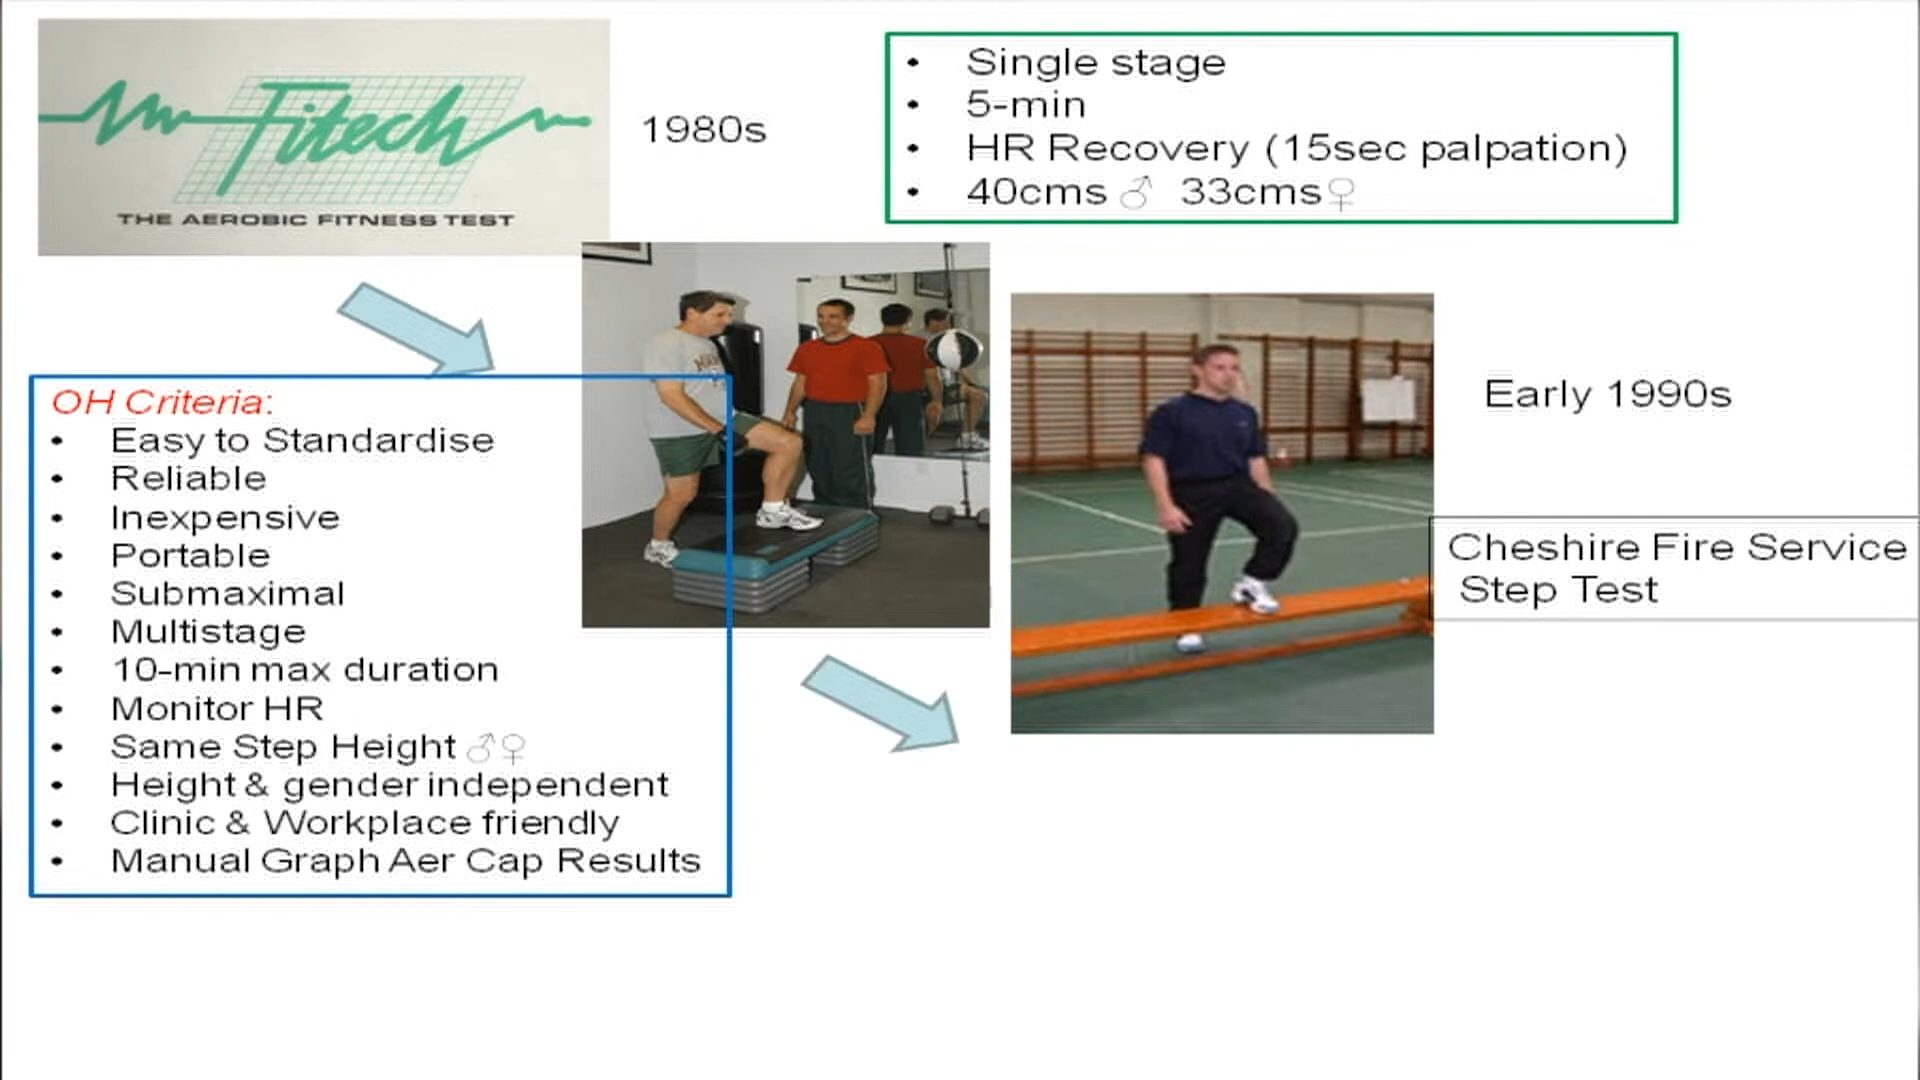 Fitech
THE AEROBIC FITNESS TEST
1980s
• Single stage
• 5-min
• HR Recovery (15sec palpation)
• 40cms ♂ 33cms♀
OH Criteria:
• Easy to Standardise
• Reliable
• Inexpensive
• Portable
• Submaximal
• Multistage
• 10-min max duration
• Monitor HR
• Same Step Height ♂♀
• Height & gender independent
• Clinic & Workplace friendly
• Manual Graph Aer Cap Results
Early 1990s
Cheshire Fire Service
Step Test